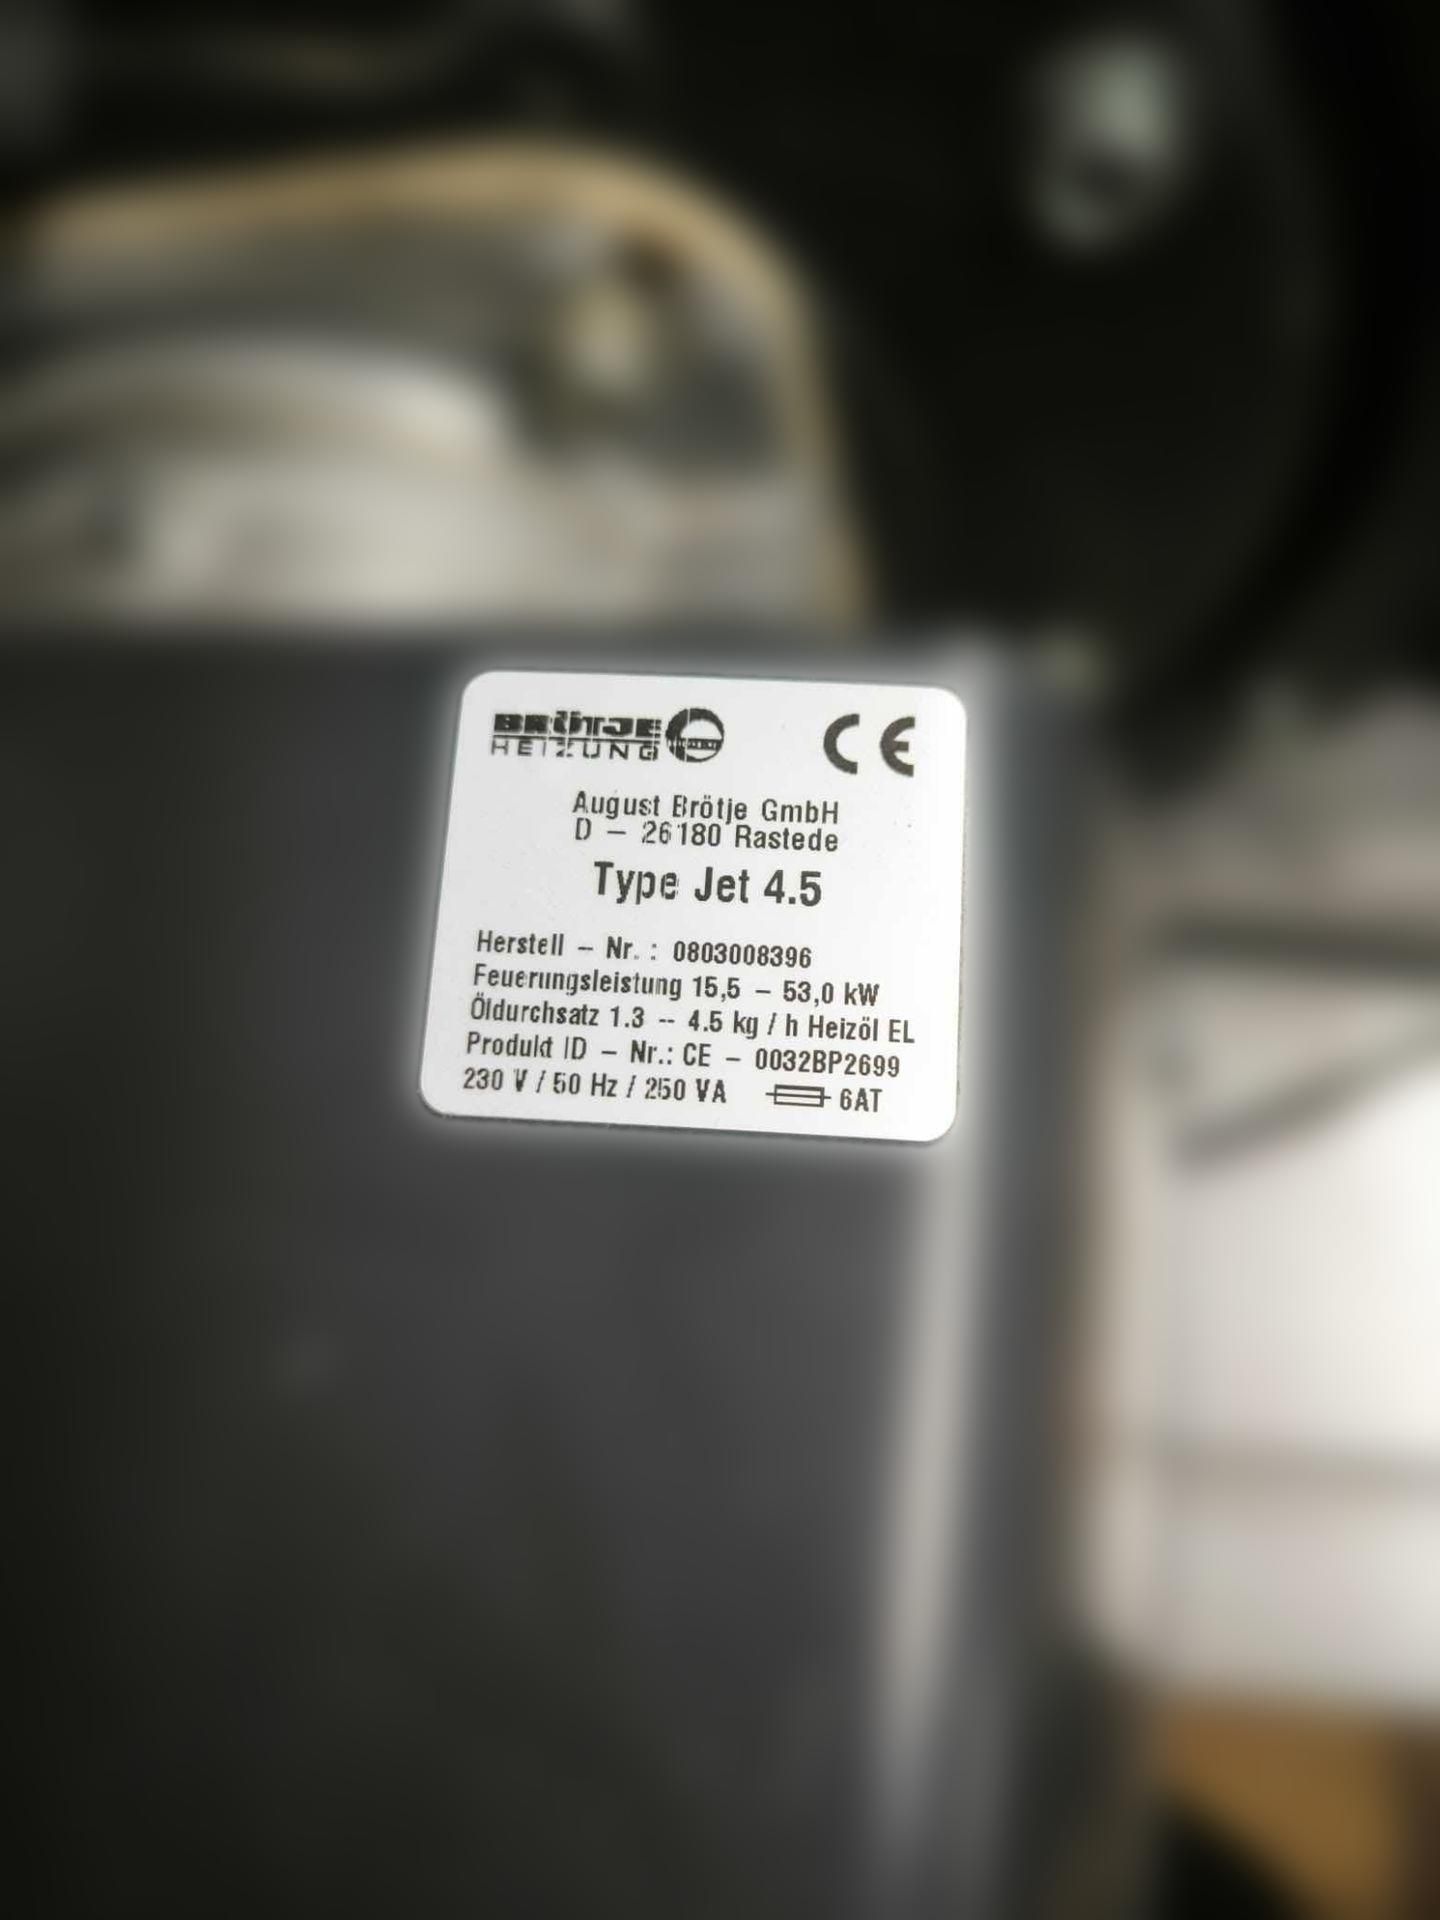 BRÖTJE
HEIZUNG
CE
August Brötje GmbH
D – 26180 Rastede
Type Jet 4.5
Herstell – Nr. : 0803008396
Feuerungsleistung 15,5 – 53,0 kW
Öldurchsatz 1.3 -- 4.5 kg / h Heizöl EL
Produkt ID – Nr.: CE – 0032BP2699
230 V / 50 Hz / 250 VA 6AT